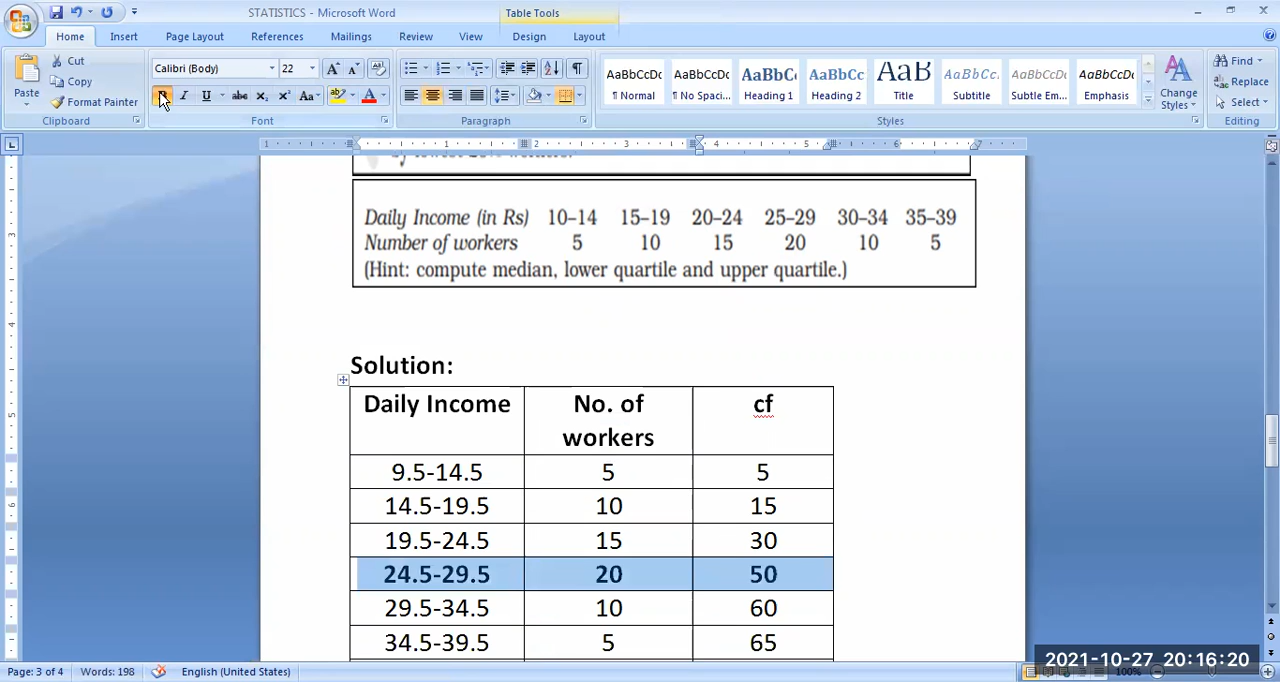 STATISTICS - Microsoft Word
Table Tools
Home Insert Page Layout References Mailings Review View Design Layout
Paste
Cut
Copy
Format Painter
Clipboard
Calibri (Body) 22
Font
Paragraph
AaBbCcDc AaBbCcDc AaBbC AaBbCc AaB AaBbCc. AaBbCcDc AaBbCcDc
¶ Normal ¶ No Spaci... Heading 1 Heading 2 Title Subtitle Subtle Em... Emphasis
Styles
Change Styles
Find
Replace
Select
Editing
Daily Income (in Rs) 10–14 15–19 20–24 25–29 30–34 35–39
Number of workers 5 10 15 20 10 5
(Hint: compute median, lower quartile and upper quartile.)
Solution:
Daily Income No. of cf
workers
9.5-14.5 5 5
14.5-19.5 10 15
19.5-24.5 15 30
24.5-29.5 20 50
29.5-34.5 10 60
34.5-39.5 5 65
Page: 3 of 4 Words: 198 English (United States) 100%
2021-10-27 20:16:20